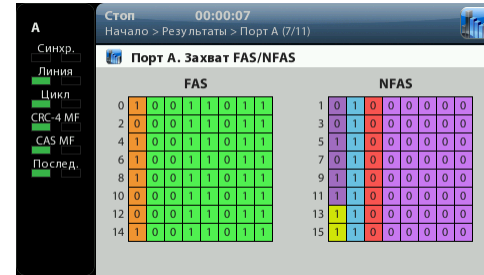 Стоп 00:00:07
Начало > Результаты > Порт A (7/11)
A
Синхр.
Линия
Цикл
CRC-4 MF
CAS MF
Послед.
Порт A. Захват FAS/NFAS
FAS NFAS
0 1 0 0 1 1 0 1 1 1 0 1 0 0 0 0 0 0
2 0 0 0 1 1 0 1 1 3 0 1 0 0 0 0 0 0
4 1 0 0 1 1 0 1 1 5 1 1 0 0 0 0 0 0
6 1 0 0 1 1 0 1 1 7 0 1 0 0 0 0 0 0
8 1 0 0 1 1 0 1 1 9 1 1 0 0 0 0 0 0
10 0 0 0 1 1 0 1 1 11 1 1 0 0 0 0 0 0
12 0 0 0 1 1 0 1 1 13 1 1 0 0 0 0 0 0
14 1 0 0 1 1 0 1 1 15 1 1 0 0 0 0 0 0